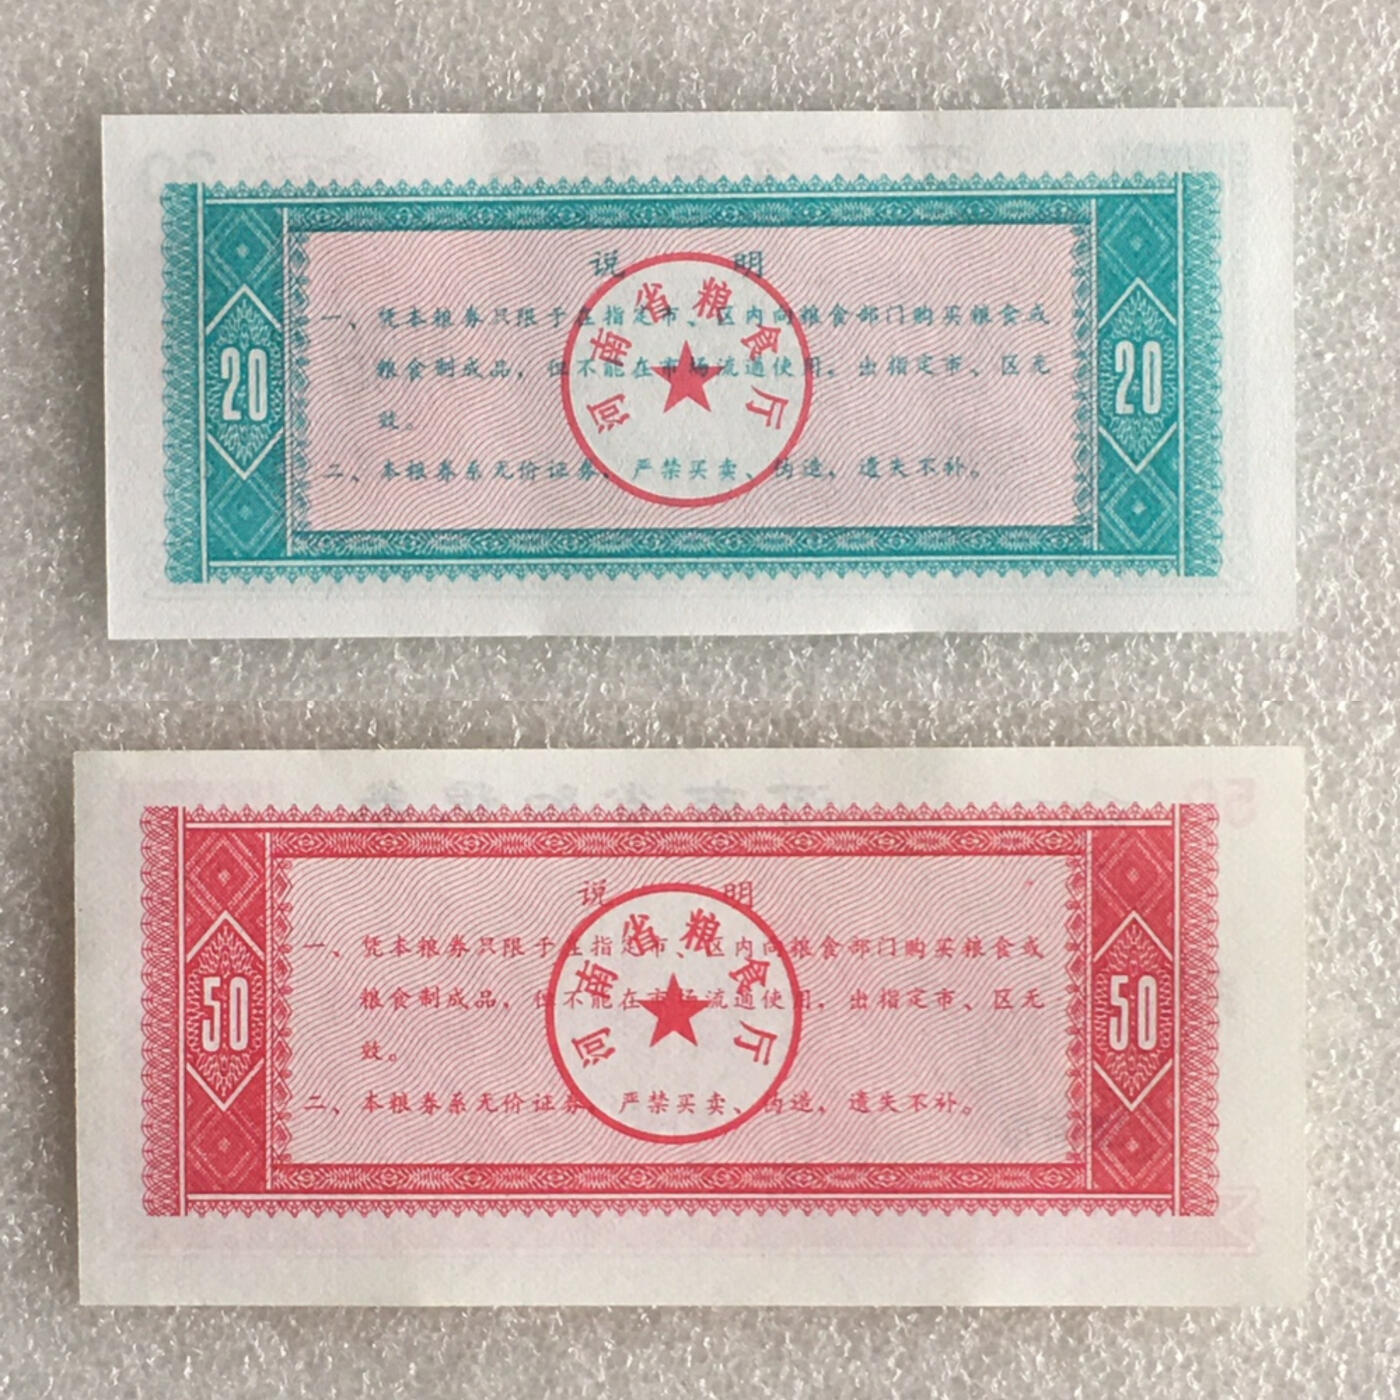 说 明
一、凭本粮券只限于在指定市、区内向粮食部门购买粮食或
粮食制成品，但不能在市场流通使用。出指定市、区无
效。
二、本粮券系无价证券，严禁买卖、伪造，遗失不补。
河南省粮食厅
20
20
说 明
一、凭本粮券只限于在指定市、区内向粮食部门购买粮食或
粮食制成品，但不能在市场流通使用，出指定市、区无
效。
二、本粮券系无价证券，严禁买卖、伪造，遗失不补。
河南省粮食厅
50
50